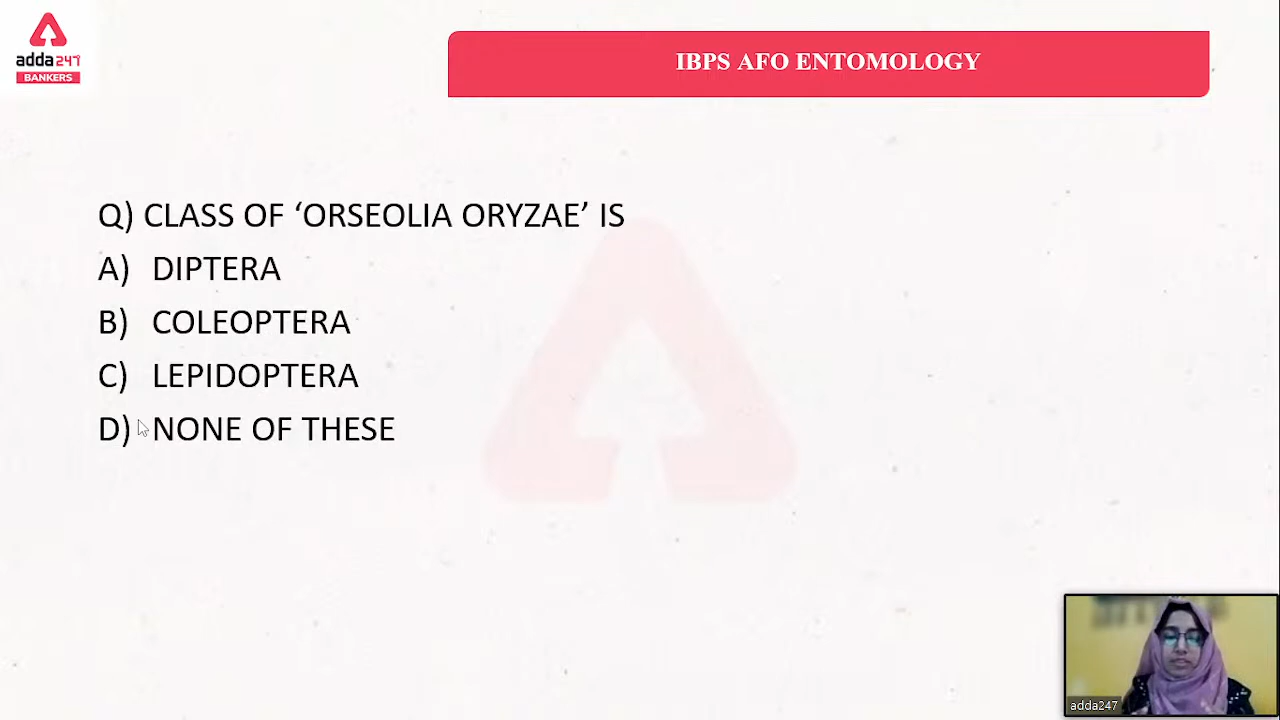 adda247
BANKERS
IBPS AFO ENTOMOLOGY
Q) CLASS OF ‘ORSEOLIA ORYZAE’ IS
A) DIPTERA
B) COLEOPTERA
C) LEPIDOPTERA
D) NONE OF THESE
adda247